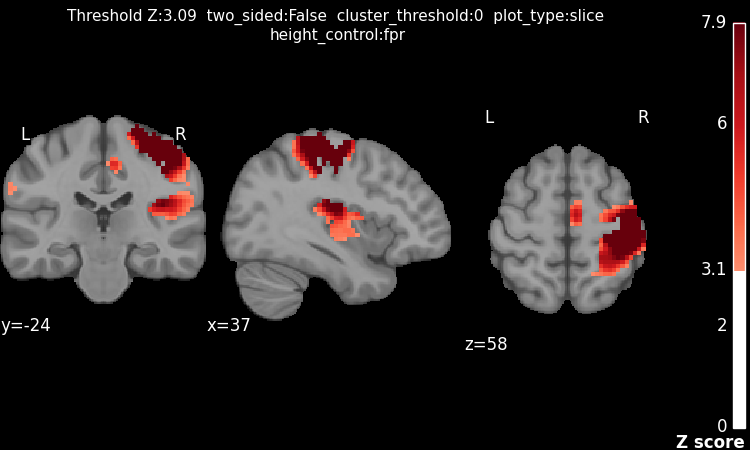 Threshold Z:3.09  two_sided:False  cluster_threshold:0  plot_type:slice
height_control:fpr
7.9
6
3.1
2
0
Z score
L R
L R
y=-24
x=37
z=58